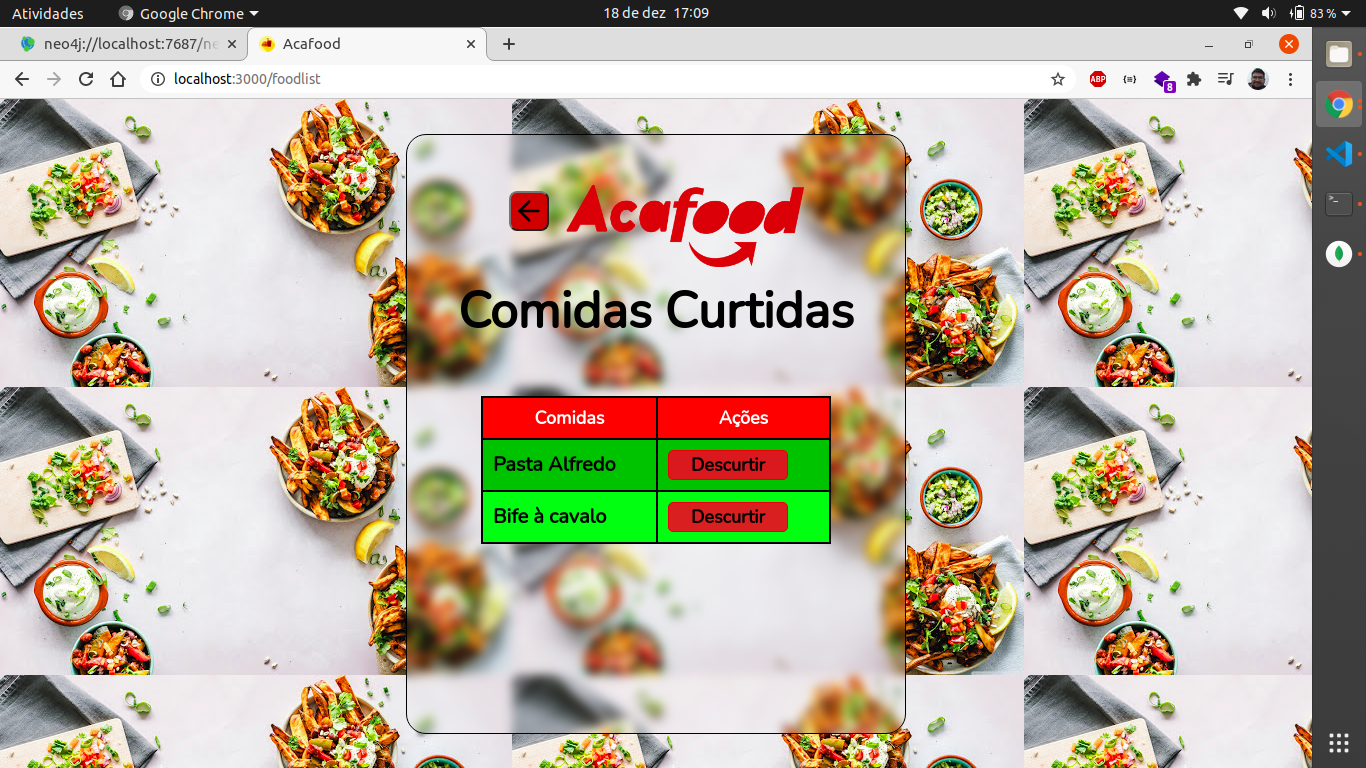 Atividades
Google Chrome
18 de dez 17:09
83 %
neo4j://localhost:7687/ne
Acafood
localhost:3000/foodlist
ABP
8
Acafood
Comidas Curtidas
Comidas Ações
Pasta Alfredo Descurtir
Bife à cavalo Descurtir